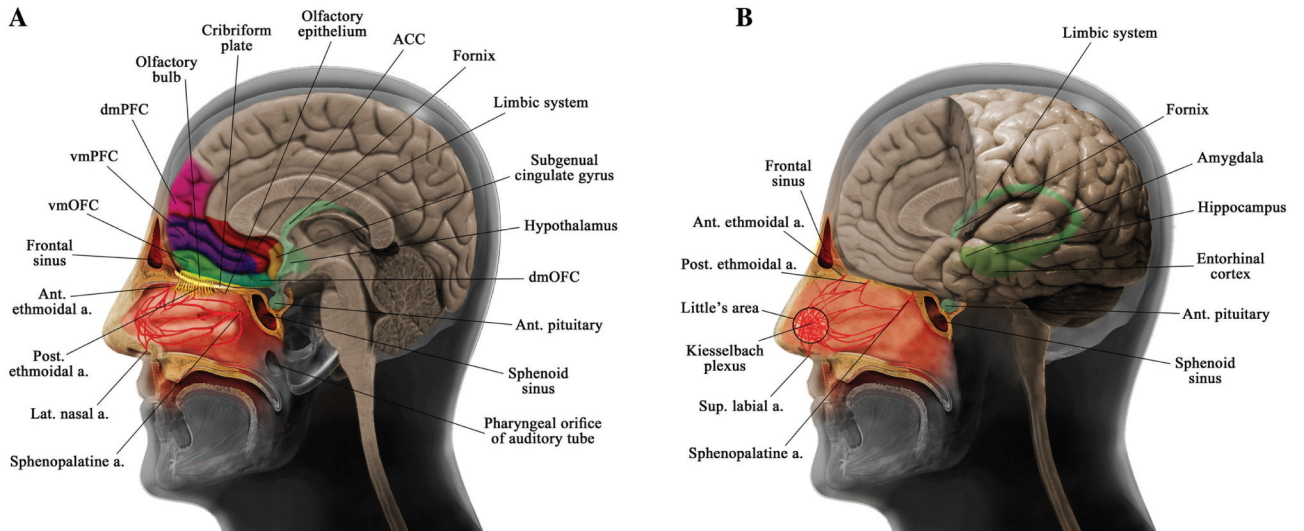 A
Cribriform
plate
Olfactory
epithelium
ACC
Olfactory
bulb
Fornix
dmPFC
Limbic system
vmPFC
Subgenual
cingulate gyrus
vmOFC
Hypothalamus
Frontal
sinus
dmOFC
Ant.
ethmoidal a.
Ant. pituitary
Post.
ethmoidal a.
Sphenoid
sinus
Lat. nasal a.
Pharyngeal orifice
of auditory tube
Sphenopalatine a.
B
Limbic system
Fornix
Frontal
sinus
Amygdala
Hippocampus
Ant. ethmoidal a.
Entorhinal
cortex
Post. ethmoidal a.
Little's area
Ant. pituitary
Kiesselbach
plexus
Sphenoid
sinus
Sup. labial a.
Sphenopalatine a.